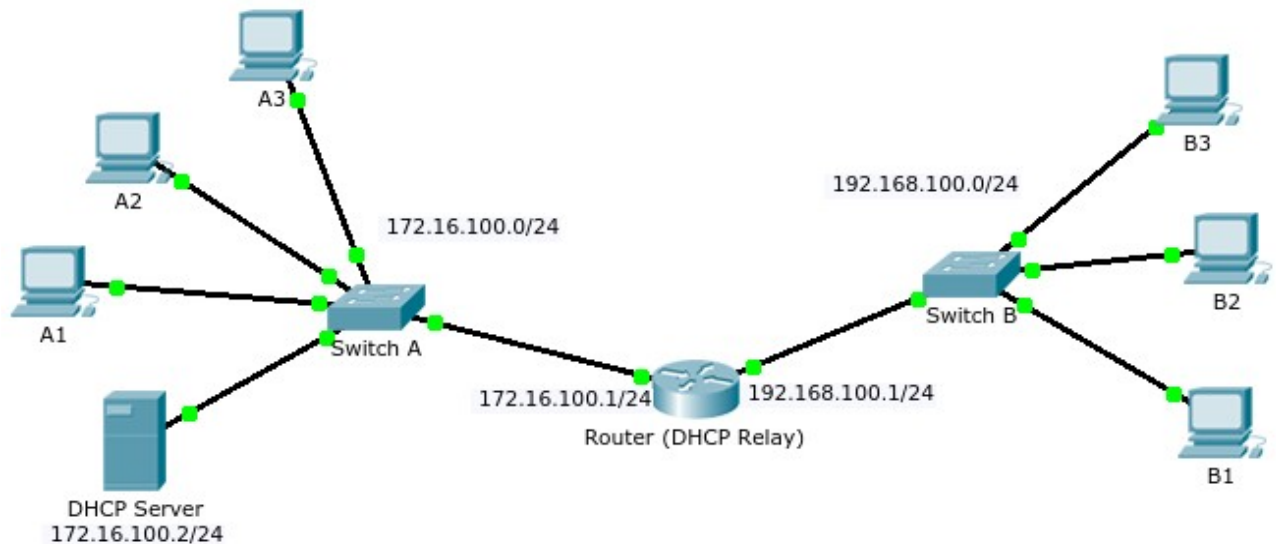 A3
B3
A2
192.168.100.0/24
172.16.100.0/24
A1
B2
Switch A
Switch B
172.16.100.1/24
192.168.100.1/24
Router (DHCP Relay)
B1
DHCP Server
172.16.100.2/24